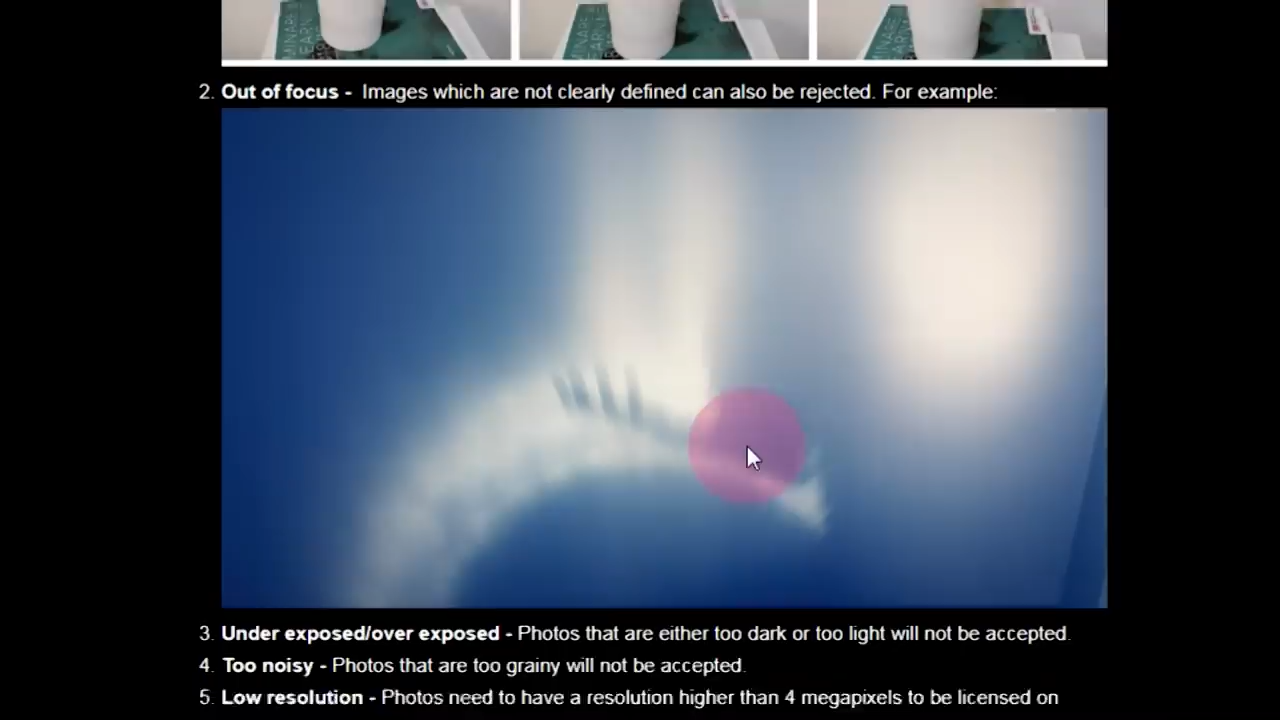 2. Out of focus - Images which are not clearly defined can also be rejected. For example:
3. Under exposed/over exposed - Photos that are either too dark or too light will not be accepted.
4. Too noisy - Photos that are too grainy will not be accepted.
5. Low resolution - Photos need to have a resolution higher than 4 megapixels to be licensed on